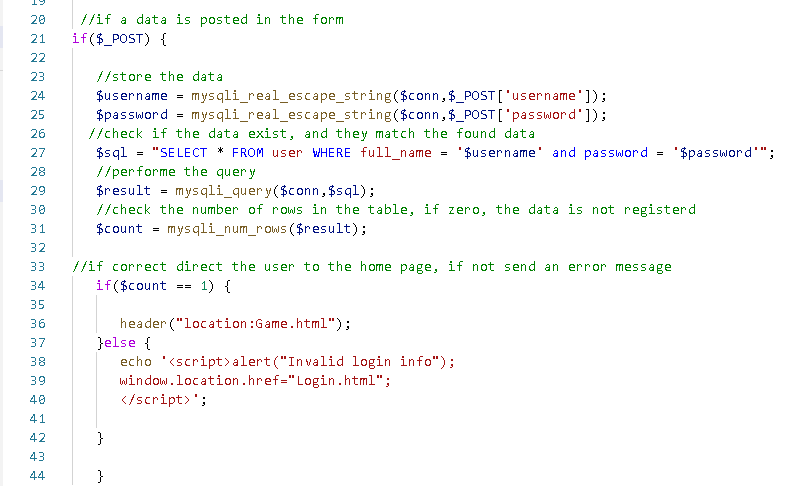 19
20 //if a data is posted in the form
21 if($_POST) {
22
23 //store the data
24 $username = mysqli_real_escape_string($conn,$_POST['username']);
25 $password = mysqli_real_escape_string($conn,$_POST['password']);
26 //check if the data exist, and they match the found data
27 $sql = "SELECT * FROM user WHERE full_name = '$username' and password = '$password'";
28 //performe the query
29 $result = mysqli_query($conn,$sql);
30 //check the number of rows in the table, if zero, the data is not registerd
31 $count = mysqli_num_rows($result);
32
33 //if correct direct the user to the home page, if not send an error message
34 if($count == 1) {
35
36 header("location:Game.html");
37 }else {
38 echo '<script>alert("Invalid login info");
39 window.location.href="Login.html";
40 </script>';
41
42 }
43
44 }